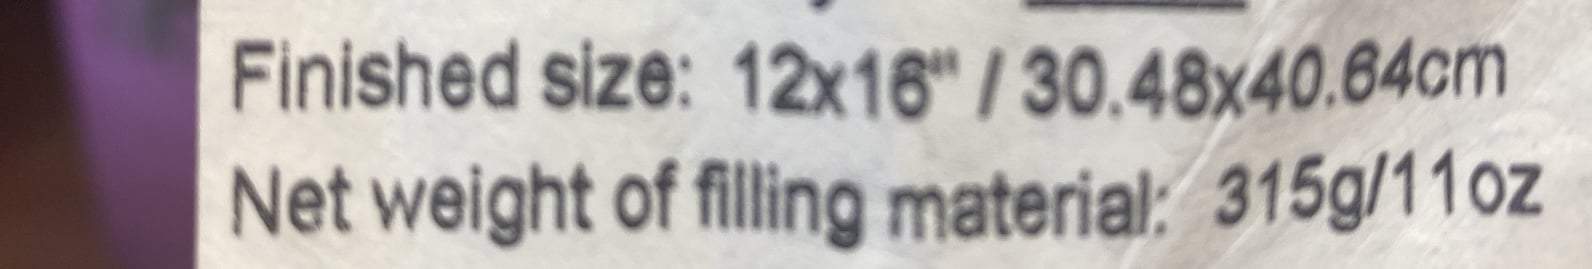 Finished size: 12x16" / 30.48x40.64cm
Net weight of filling material: 315g/11oz